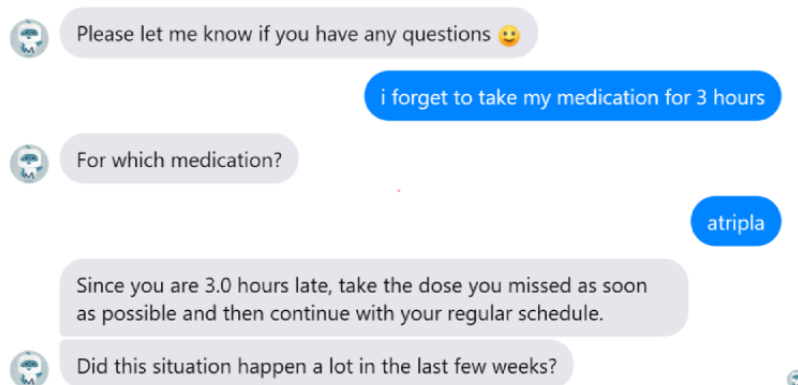 Please let me know if you have any questions 🙂
i forget to take my medication for 3 hours
For which medication?
atripla
Since you are 3.0 hours late, take the dose you missed as soon
as possible and then continue with your regular schedule.
Did this situation happen a lot in the last few weeks?